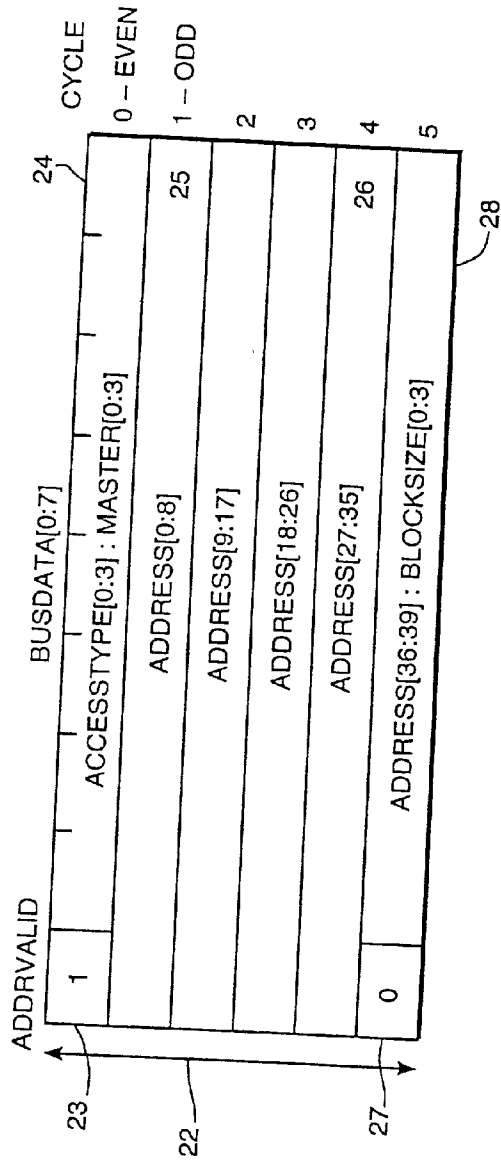 ADDRVALID BUSDATA[0:7] CYCLE
24
23 1 ACCESSTYPE[0:3] : MASTER[0:3] 0 – EVEN
ADDRESS[0:8] 25 1 – ODD
22 ADDRESS[9:17] 2
ADDRESS[18:26] 3
ADDRESS[27:35] 26 4
27 0 ADDRESS[36:39] : BLOCKSIZE[0:3] 5
28